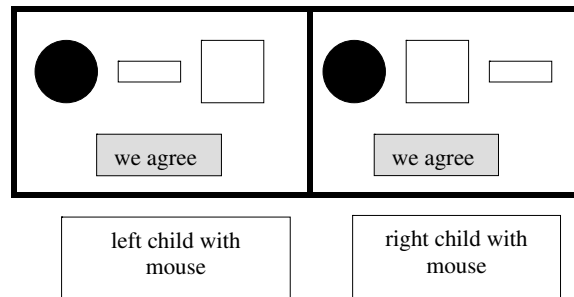 we agree
we agree
left child with
mouse
right child with
mouse